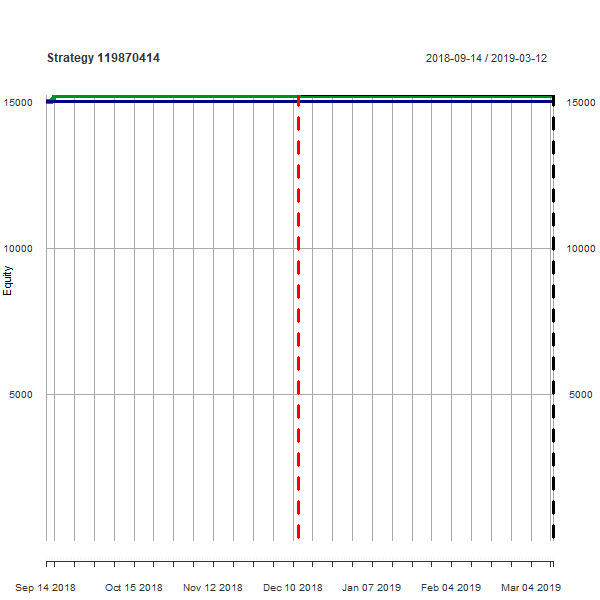 Strategy 119870414
2018-09-14 / 2019-03-12
15000
15000
10000
10000
Equity
5000
5000
Sep 14 2018
Oct 15 2018
Nov 12 2018
Dec 10 2018
Jan 07 2019
Feb 04 2019
Mar 04 2019